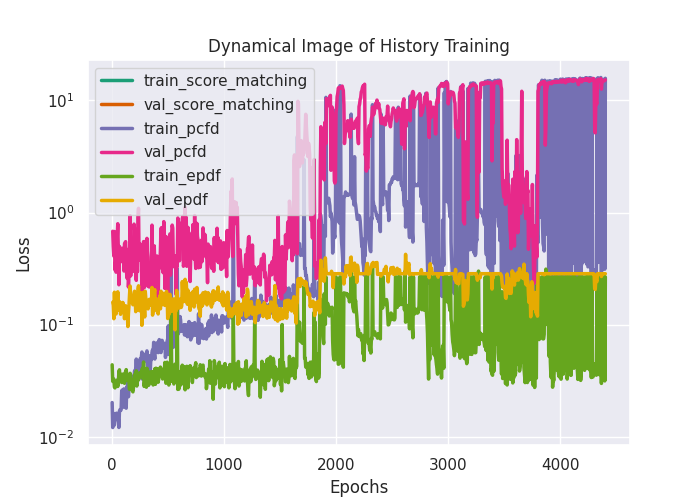 Dynamical Image of History Training
train_score_matching
val_score_matching
train_pcfd
val_pcfd
train_epdf
val_epdf
10¹
10⁰
10⁻¹
10⁻²
Loss
0 1000 2000 3000 4000
Epochs